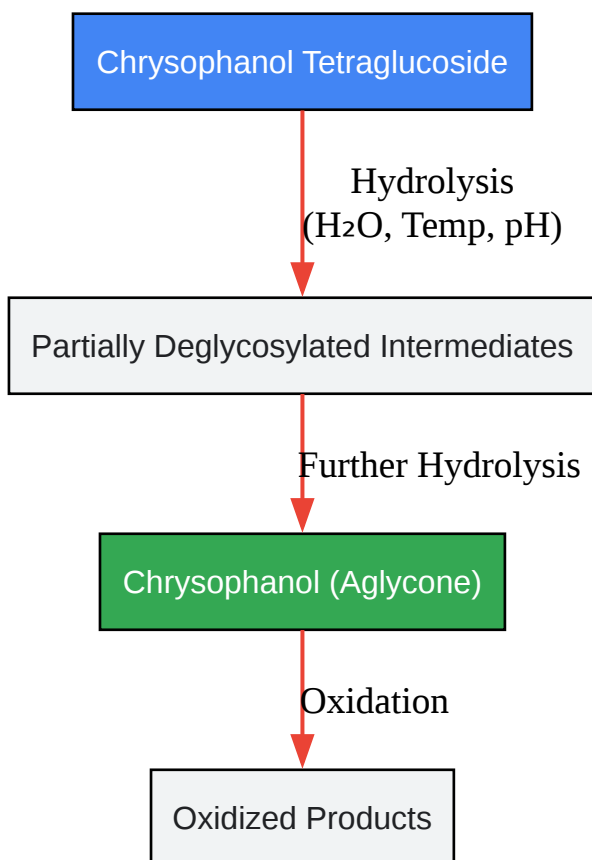 Chrysophanol Tetraglucoside
Hydrolysis
(H₂O, Temp, pH)
Partially Deglycosylated Intermediates
Further Hydrolysis
Chrysophanol (Aglycone)
Oxidation
Oxidized Products